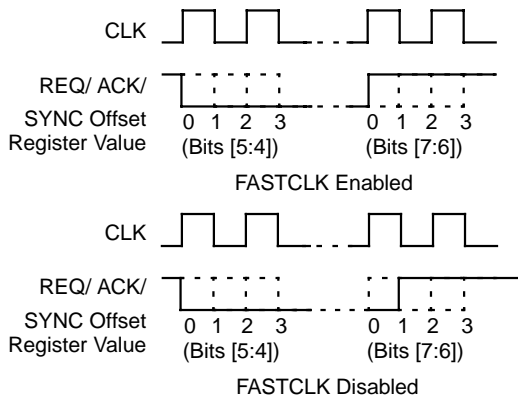 CLK
REQ/ ACK/
SYNC Offset 0 1 2 3 0 1 2 3
Register Value (Bits [5:4]) (Bits [7:6])
FASTCLK Enabled
CLK
REQ/ ACK/
SYNC Offset 0 1 2 3 0 1 2 3
Register Value (Bits [5:4]) (Bits [7:6])
FASTCLK Disabled